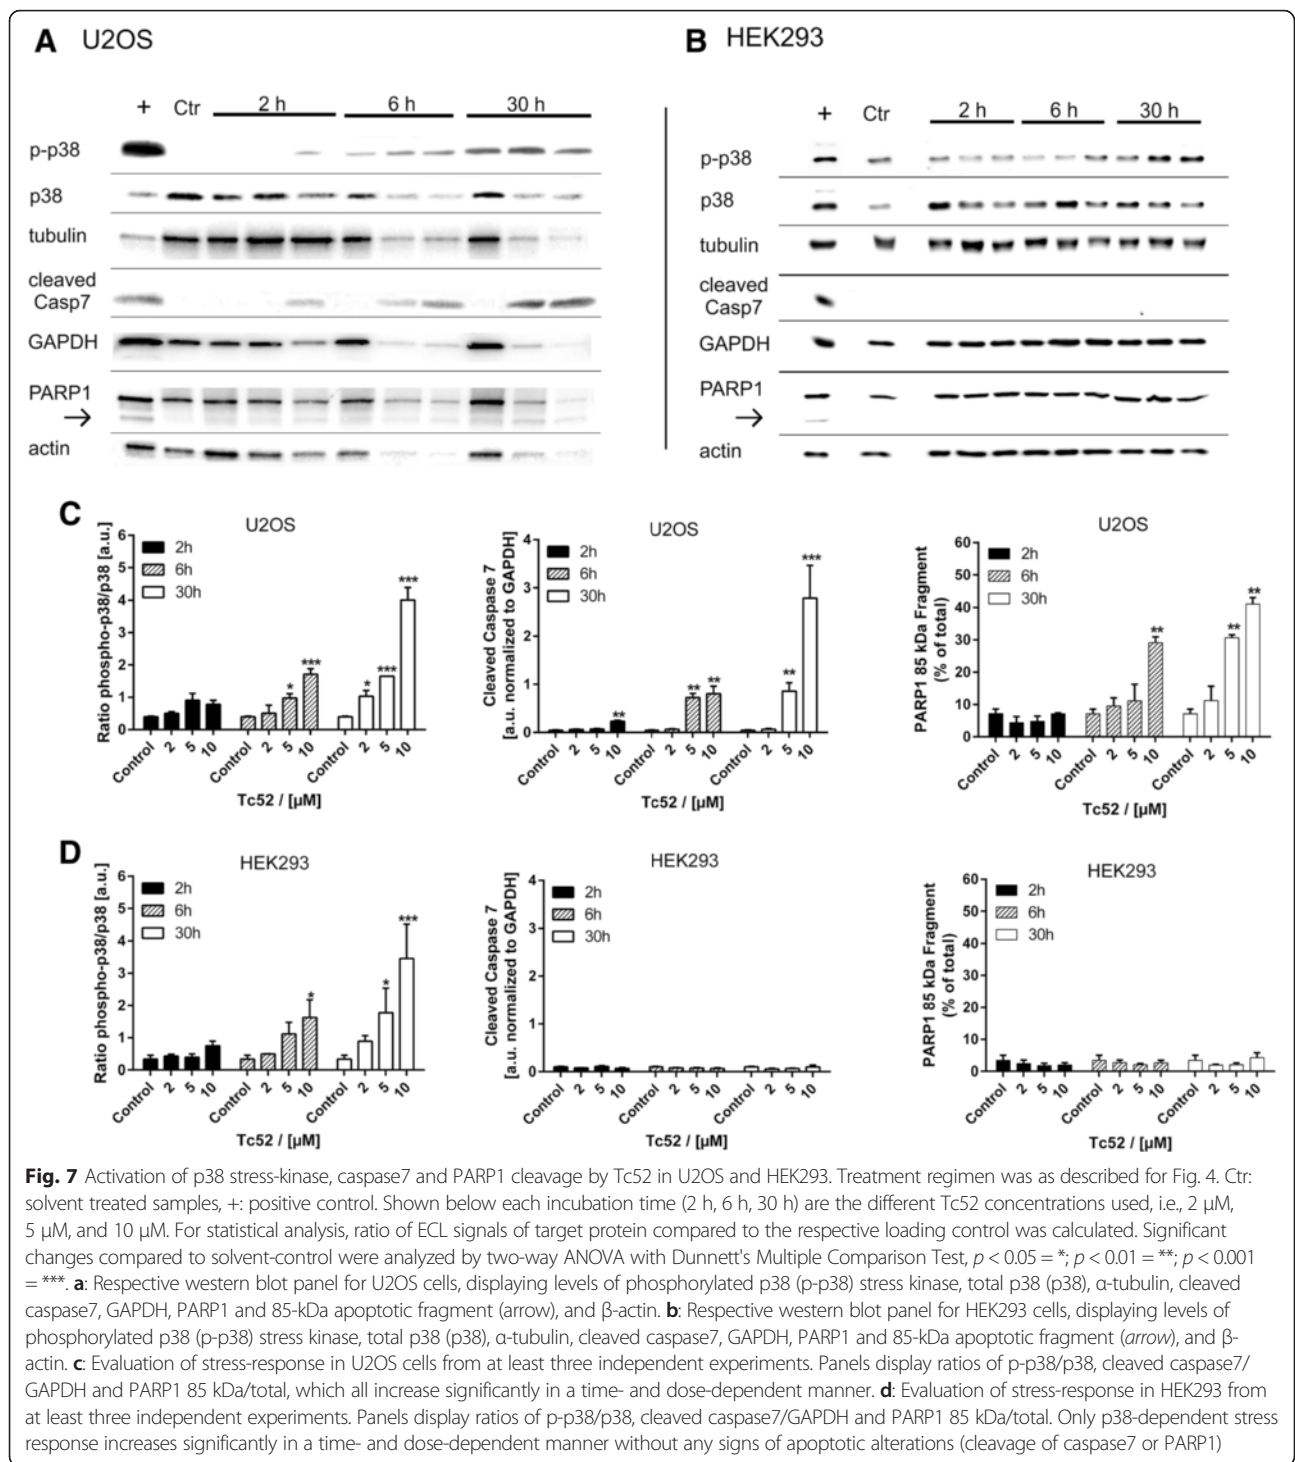 A U2OS
+ Ctr 2 h 6 h 30 h
p-p38
p38
tubulin
cleaved
Casp7
GAPDH
PARP1
→
actin
B HEK293
+ Ctr 2 h 6 h 30 h
p-p38
p38
tubulin
cleaved
Casp7
GAPDH
PARP1
→
actin
C
U2OS
Ratio phospho-p38/p38 [a.u.]
6
5
4
3
2
1
0
2h
6h
30h
* *** * *** ***
Control 2 5 10 Control 2 5 10 Control 2 5 10
Tc52 / [µM]
U2OS
Cleaved Caspase 7
[a.u. normalized to GAPDH]
4
3
2
1
0
2h
6h
30h
** ** ** ** ***
Control 2 5 10 Control 2 5 10 Control 2 5 10
Tc52 / [µM]
U2OS
PARP1 85 kDa Fragment
(% of total)
60
50
40
30
20
10
0
2h
6h
30h
** ** **
Control 2 5 10 Control 2 5 10 Control 2 5 10
Tc52 / [µM]
D
HEK293
Ratio phospho-p38/p38 [a.u.]
6
5
4
3
2
1
0
2h
6h
30h
* * ***
Control 2 5 10 Control 2 5 10 Control 2 5 10
Tc52 / [µM]
HEK293
Cleaved Caspase 7
[a.u. normalized to GAPDH]
4
3
2
1
0
2h
6h
30h
Control 2 5 10 Control 2 5 10 Control 2 5 10
Tc52 / [µM]
HEK293
PARP1 85 kDa Fragment
(% of total)
60
50
40
30
20
10
0
2h
6h
30h
Control 2 5 10 Control 2 5 10 Control 2 5 10
Tc52 / [µM]
Fig. 7 Activation of p38 stress-kinase, caspase7 and PARP1 cleavage by Tc52 in U2OS and HEK293. Treatment regimen was as described for Fig. 4. Ctr:
solvent treated samples, +: positive control. Shown below each incubation time (2 h, 6 h, 30 h) are the different Tc52 concentrations used, i.e., 2 µM,
5 µM, and 10 µM. For statistical analysis, ratio of ECL signals of target protein compared to the respective loading control was calculated. Significant
changes compared to solvent-control were analyzed by two-way ANOVA with Dunnett's Multiple Comparison Test, p < 0.05 = *; p < 0.01 = **; p < 0.001
= ***. a: Respective western blot panel for U2OS cells, displaying levels of phosphorylated p38 (p-p38) stress kinase, total p38 (p38), α-tubulin, cleaved
caspase7, GAPDH, PARP1 and 85-kDa apoptotic fragment (arrow), and β-actin. b: Respective western blot panel for HEK293 cells, displaying levels of
phosphorylated p38 (p-p38) stress kinase, total p38 (p38), α-tubulin, cleaved caspase7, GAPDH, PARP1 and 85-kDa apoptotic fragment (arrow), and β-
actin. c: Evaluation of stress-response in U2OS cells from at least three independent experiments. Panels display ratios of p-p38/p38, cleaved caspase7/
GAPDH and PARP1 85 kDa/total, which all increase significantly in a time- and dose-dependent manner. d: Evaluation of stress-response in HEK293 from
at least three independent experiments. Panels display ratios of p-p38/p38, cleaved caspase7/GAPDH and PARP1 85 kDa/total. Only p38-dependent stress
response increases significantly in a time- and dose-dependent manner without any signs of apoptotic alterations (cleavage of caspase7 or PARP1)